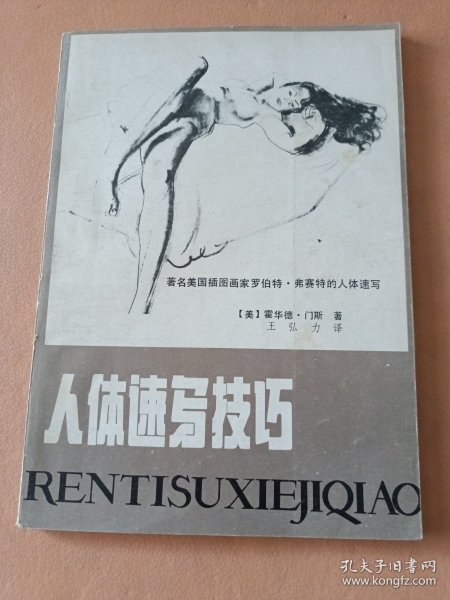 著名美国插图画家罗伯特·弗赛特的人体速写
【美】霍华德·门斯 著
王弘力译
人体速写技巧
RENTISUXIEJIQIAO
孔夫子旧书网
www.kongfz.com